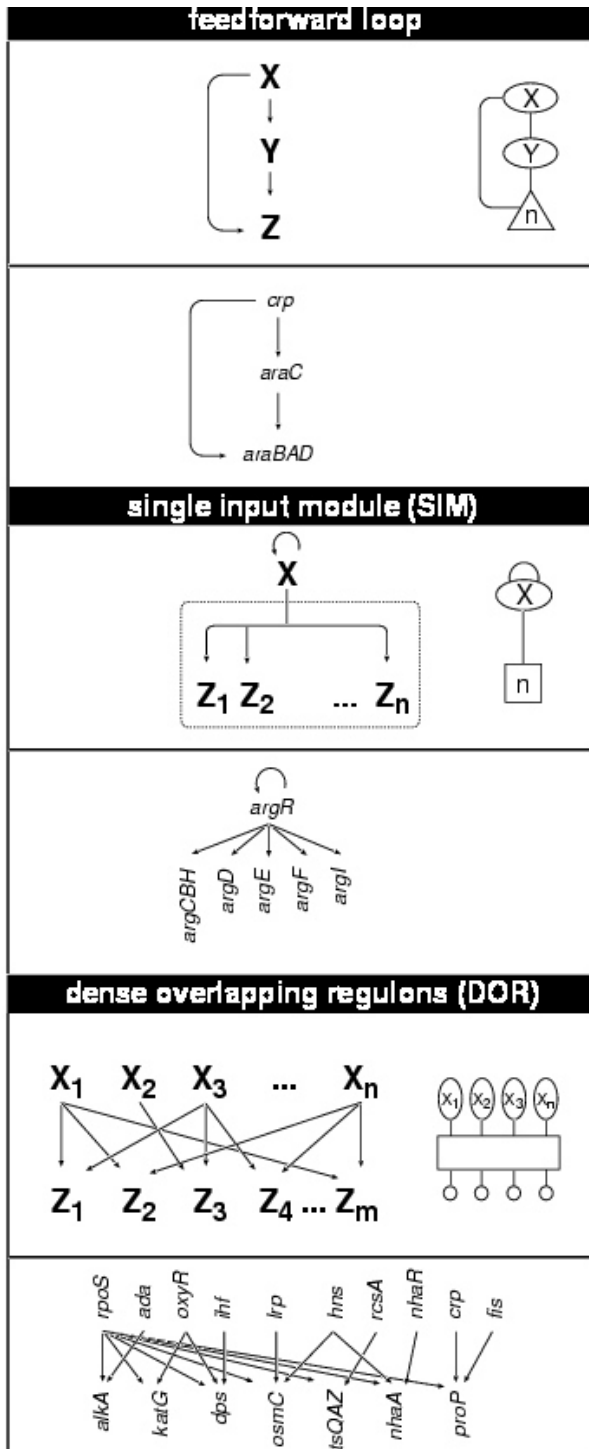 feedforward loop
X
X
Y
Y
Z
n
crp
araC
araBAD
single input module (SIM)
X
X
Z1 Z2 ... Zn
n
argR
argCBH argD argE argF argI
dense overlapping regulons (DOR)
X1 X2 X3 ... Xn
x1 x2 x3 xn
Z1 Z2 Z3 Z4 ... Zm
rpoS ada oxyR ihf lrp hns rcsA nhaR crp fis
alkA katG dps osmC tsQAZ nhaA proP